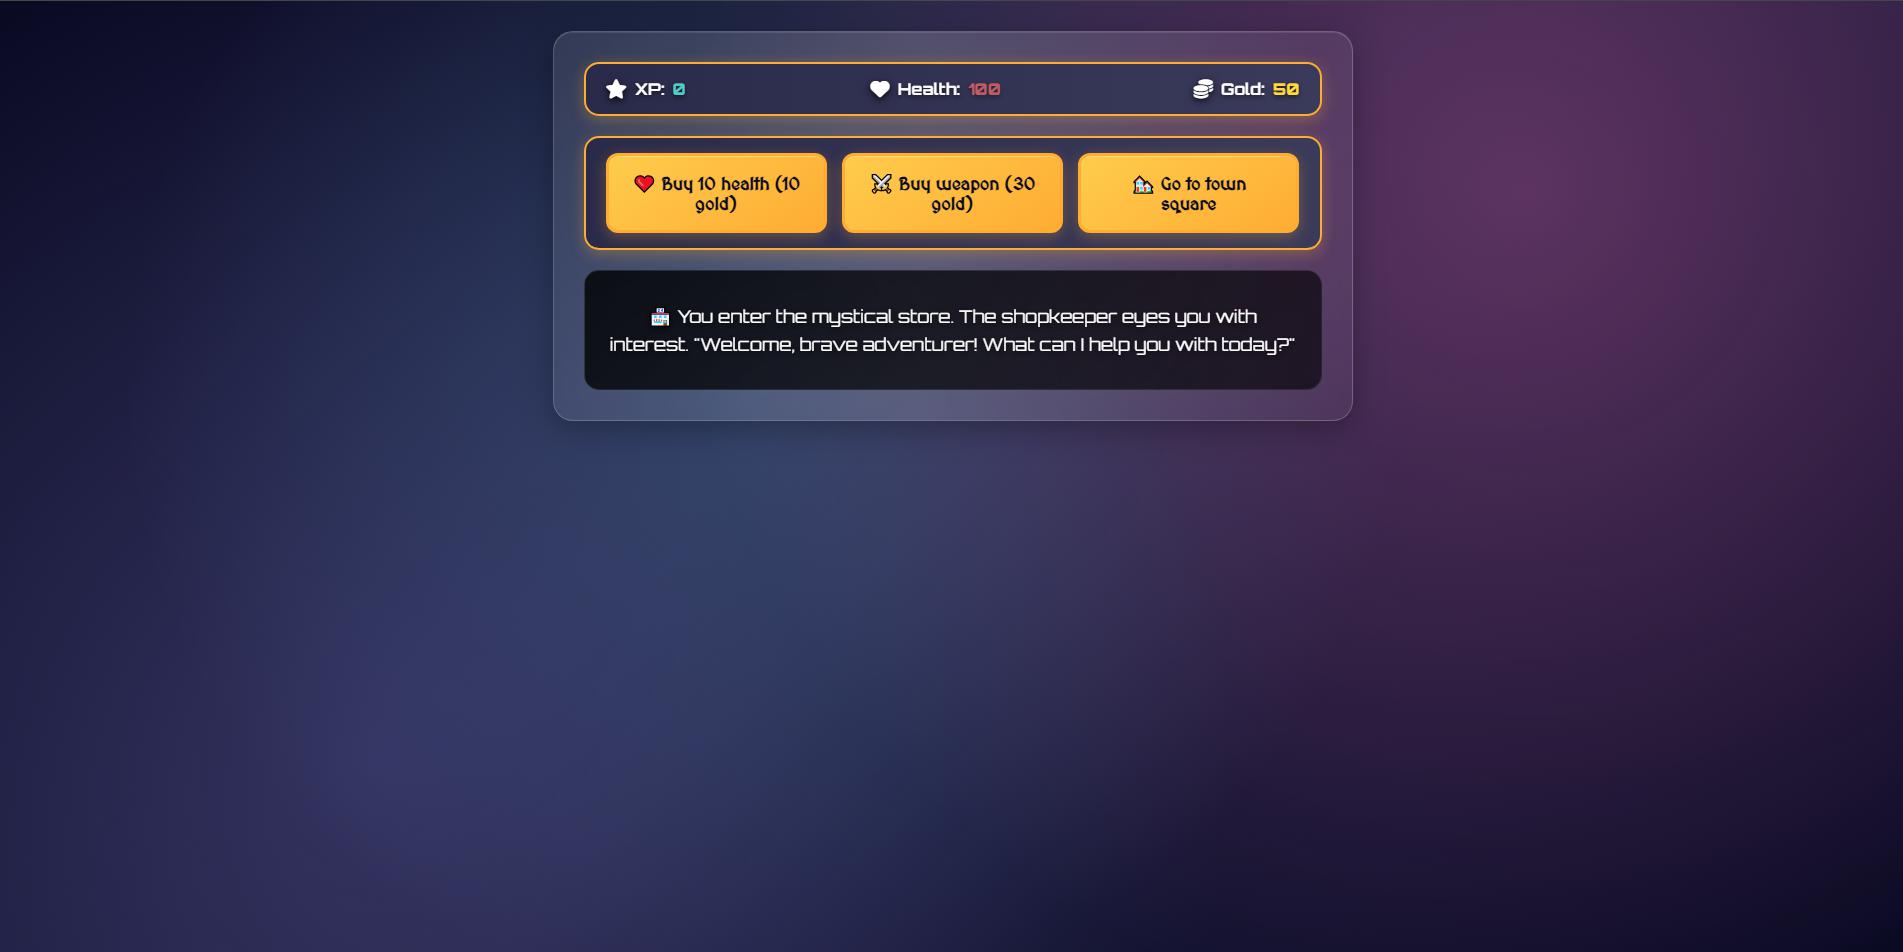 XP: 0 Health: 100 Gold: 50
Buy 10 health (10 gold)
Buy weapon (30 gold)
Go to town square
You enter the mystical store. The shopkeeper eyes you with
interest. "Welcome, brave adventurer! What can I help you with today?"